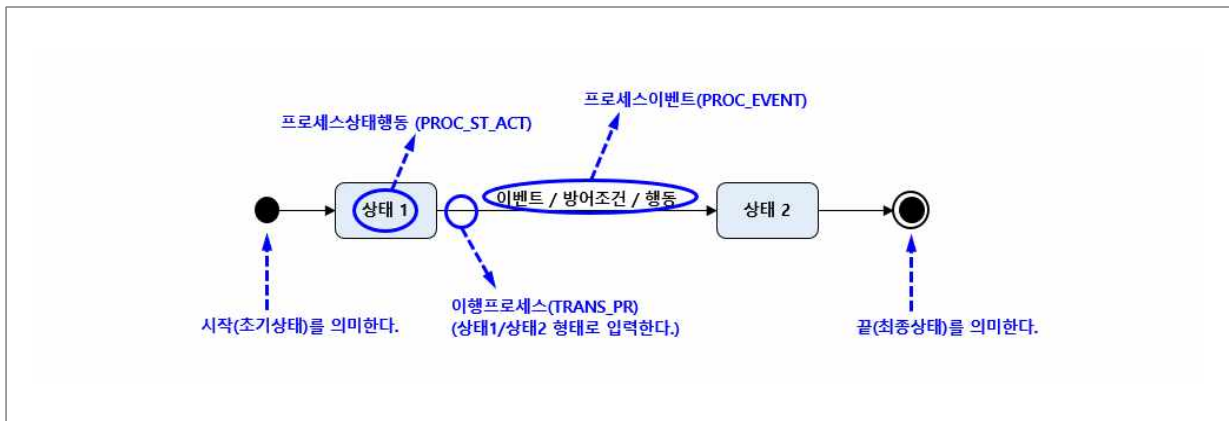 프로세스이벤트(PROC_EVENT)
프로세스상태행동 (PROC_ST_ACT)
상태 1
이벤트 / 방어조건 / 행동
상태 2
이행프로세스(TRANS_PR)
(상태1/상태2 형태로 입력한다.)
시작(초기상태)를 의미한다.
끝(최종상태)를 의미한다.